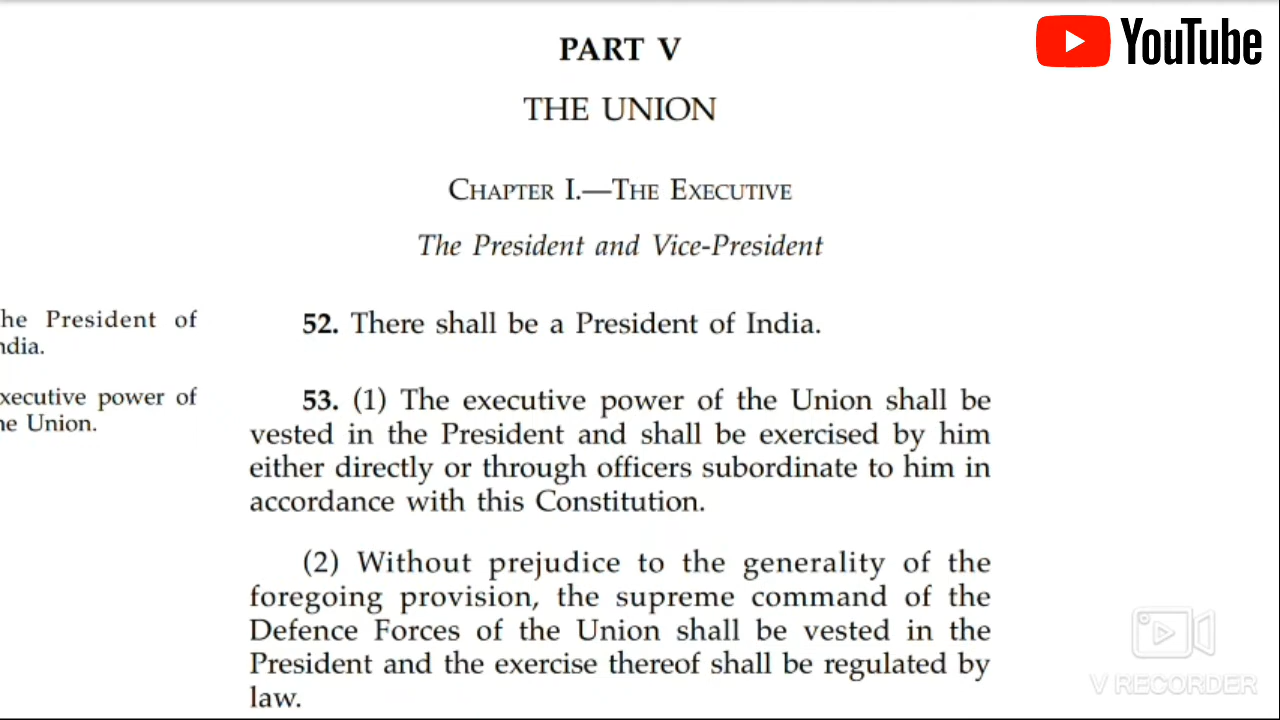 YouTube
PART V
THE UNION
CHAPTER I.—THE EXECUTIVE
The President and Vice-President
he President of
ndia.
52. There shall be a President of India.
xecutive power of
he Union.
53. (1) The executive power of the Union shall be
vested in the President and shall be exercised by him
either directly or through officers subordinate to him in
accordance with this Constitution.
(2) Without prejudice to the generality of the
foregoing provision, the supreme command of the
Defence Forces of the Union shall be vested in the
President and the exercise thereof shall be regulated by
law.
V RECORDER